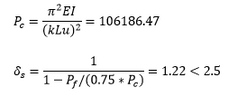 P_c = π²EI / (kLu)² = 106186.47
δ_s = 1 / (1 − P_f/(0.75 * P_c)) = 1.22 < 2.5